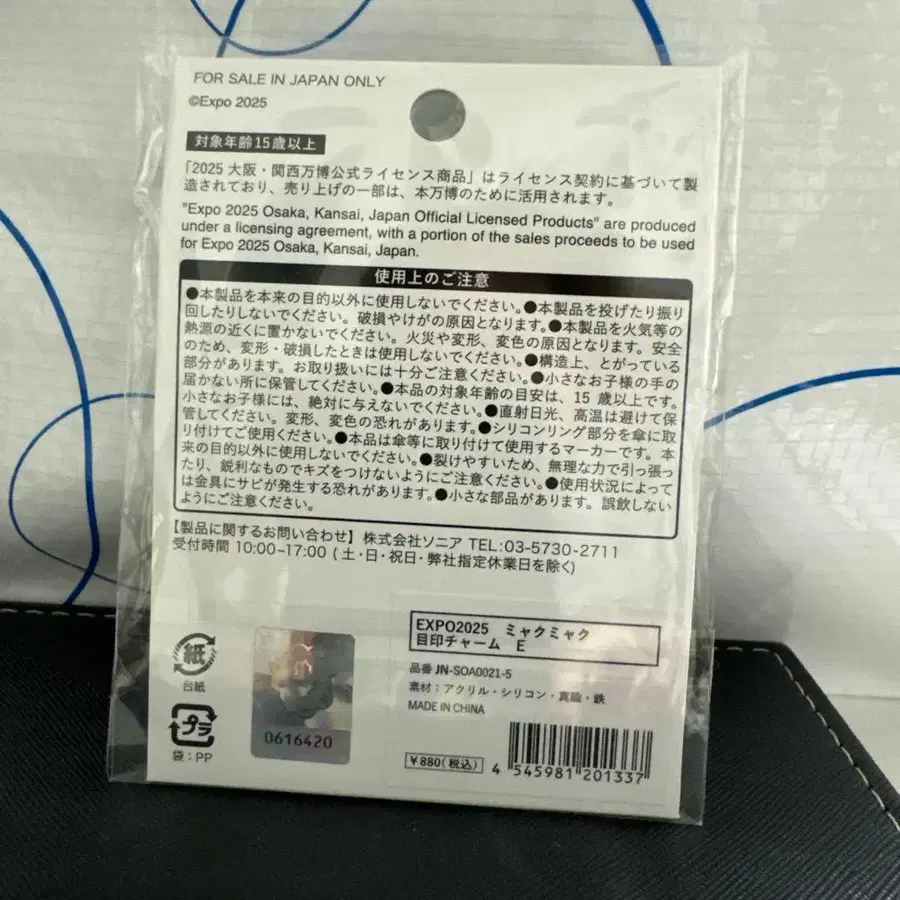 FOR SALE IN JAPAN ONLY
©Expo 2025
対象年齢15歳以上
「2025 大阪・関西万博公式ライセンス商品」はライセンス契約に基づいて製
造されており、売り上げの一部は、本万博のために活用されます。
"Expo 2025 Osaka, Kansai, Japan Official Licensed Products" are produced
under a licensing agreement, with a portion of the sales proceeds to be used
for Expo 2025 Osaka, Kansai, Japan.
使用上のご注意
●本製品を本来の目的以外に使用しないでください。●本製品を投げたり振り
回したりしないでください。破損やけがの原因となります。●本製品を火気等の
熱源の近くに置かないでください。火災や変形、変色の原因となります。安全
のため、変形・破損したときは使用しないでください。●構造上、とがっている
部分があります。お取り扱いには十分ご注意ください。●小さなお子様の手の
届かない所に保管してください。●本品の対象年齢の目安は、15 歳以上です。
小さなお子様には、絶対に与えないでください。●直射日光、高温は避けて保
管してください。変形、変色の恐れがあります。●シリコンリング部分を傘に取
り付けてご使用ください。●本品は傘等に取り付けて使用するマーカーです。本
来の目的以外に使用しないでください。●裂けやすいため、無理な力で引っ張っ
たり、鋭利なものでキズをつけないようにご注意ください。●使用状況によって
は金具にサビが発生する恐れがあります。●小さな部品があります。誤飲しない
ようにご注意ください。
【製品に関するお問い合わせ】株式会社ソニア TEL:03-5730-2711
受付時間 10:00~17:00 (土・日・祝日・弊社指定休業日を除く)
紙
台紙
プラ
袋：PP
0616420
EXPO2025 ミャクミャク
目印チャーム E
品番 JN-SOA0021-5
素材：アクリル・シリコン・真鍮・鉄
MADE IN CHINA
￥880(税込)
4 545981 201337